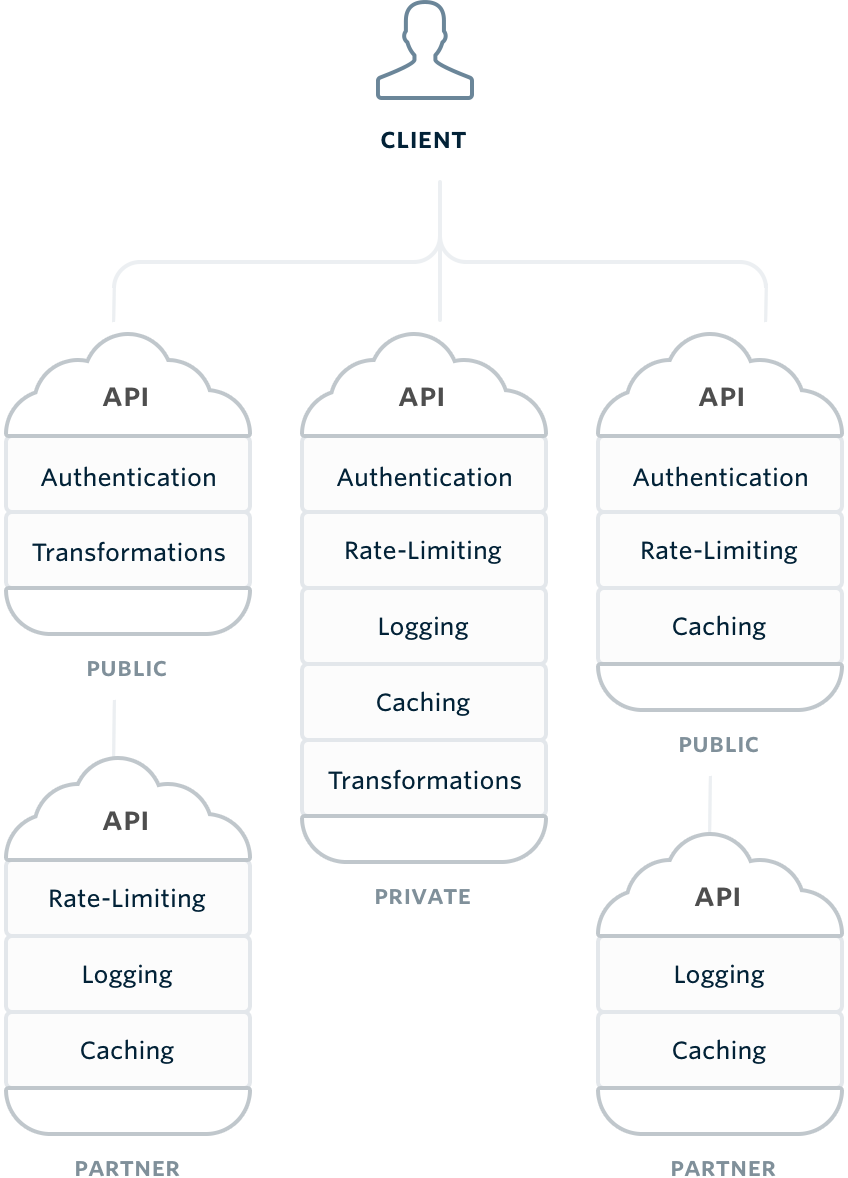 CLIENT
API
Authentication
Transformations
PUBLIC
API
Rate-Limiting
Logging
Caching
PARTNER
API
Authentication
Rate-Limiting
Logging
Caching
Transformations
PRIVATE
API
Authentication
Rate-Limiting
Caching
PUBLIC
API
Logging
Caching
PARTNER